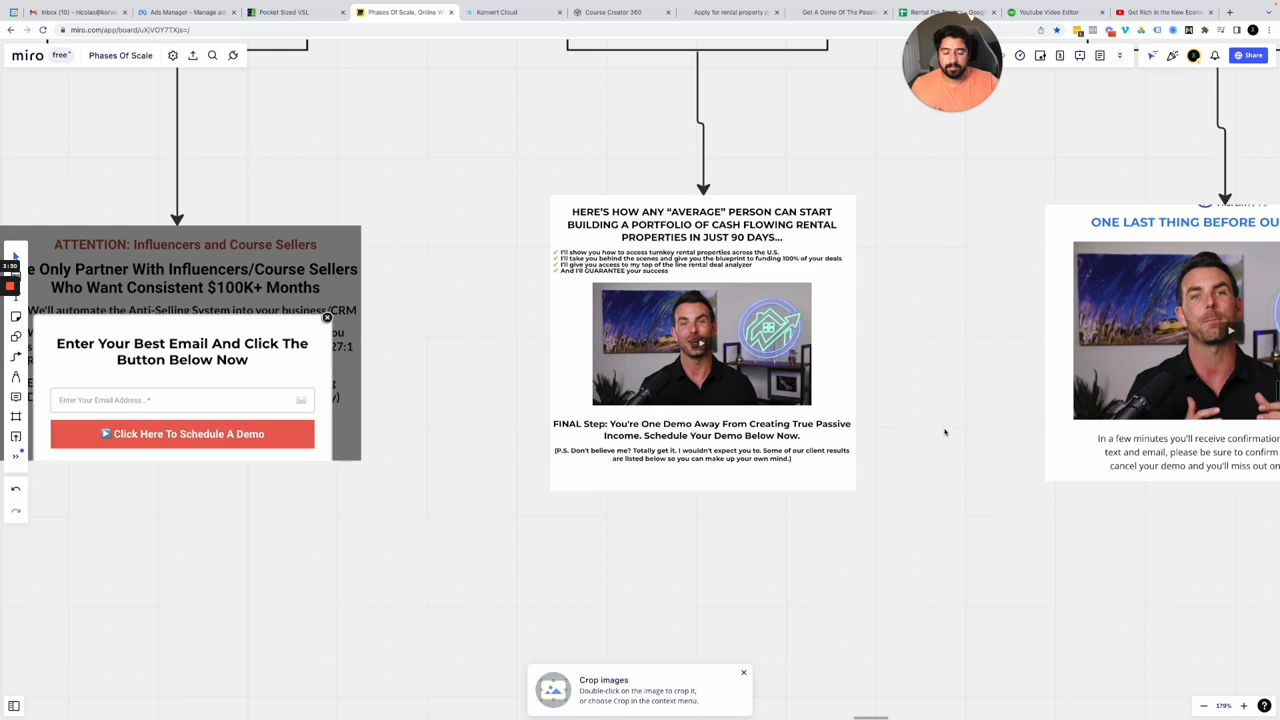 Inbox (10) - nicolas@konve
Ads Manager - Manage ads
Pocket Sized VSL
Phases Of Scale, Online W
Konvert Cloud
Course Creator 360
Apply for rental property p
Get A Demo Of The Passiv
Rental Pro
Googl
Youtube Video Editor
Get Rich in the New Econo
miro.com/app/board/uXjVOY7TXjs=/
miro
free
Phases Of Scale
Share
3:30
ATTENTION: Influencers and Course Sellers
e Only Partner With Influencers/Course Sellers
Who Want Consistent $100K+ Months
We'll automate the Anti-Selling System into your business/CRM
ou
27:1
Enter Your Best Email And Click The
Button Below Now
Enter Your Email Address...*
Click Here To Schedule A Demo
HERE'S HOW ANY “AVERAGE” PERSON CAN START
BUILDING A PORTFOLIO OF CASH FLOWING RENTAL
PROPERTIES IN JUST 90 DAYS...
✓ I'll show you how to access turnkey rental properties across the U.S.
✓ I'll take you behind the scenes and give you the blueprint to funding 100% of your deals
✓ I'll give you access to my top of the line rental deal analyzer
✓ And I'll GUARANTEE your success
FINAL Step: You're One Demo Away From Creating True Passive
Income. Schedule Your Demo Below Now.
(P.S. Don't believe me? Totally get it. I wouldn't expect you to. Some of our client results
are listed below so you can make up your own mind.)
ONE LAST THING BEFORE OU
In a few minutes you'll receive confirmation
text and email, please be sure to confirm
cancel your demo and you'll miss out on
Crop images
Double-click on the image to crop it,
or choose Crop in the context menu.
179%